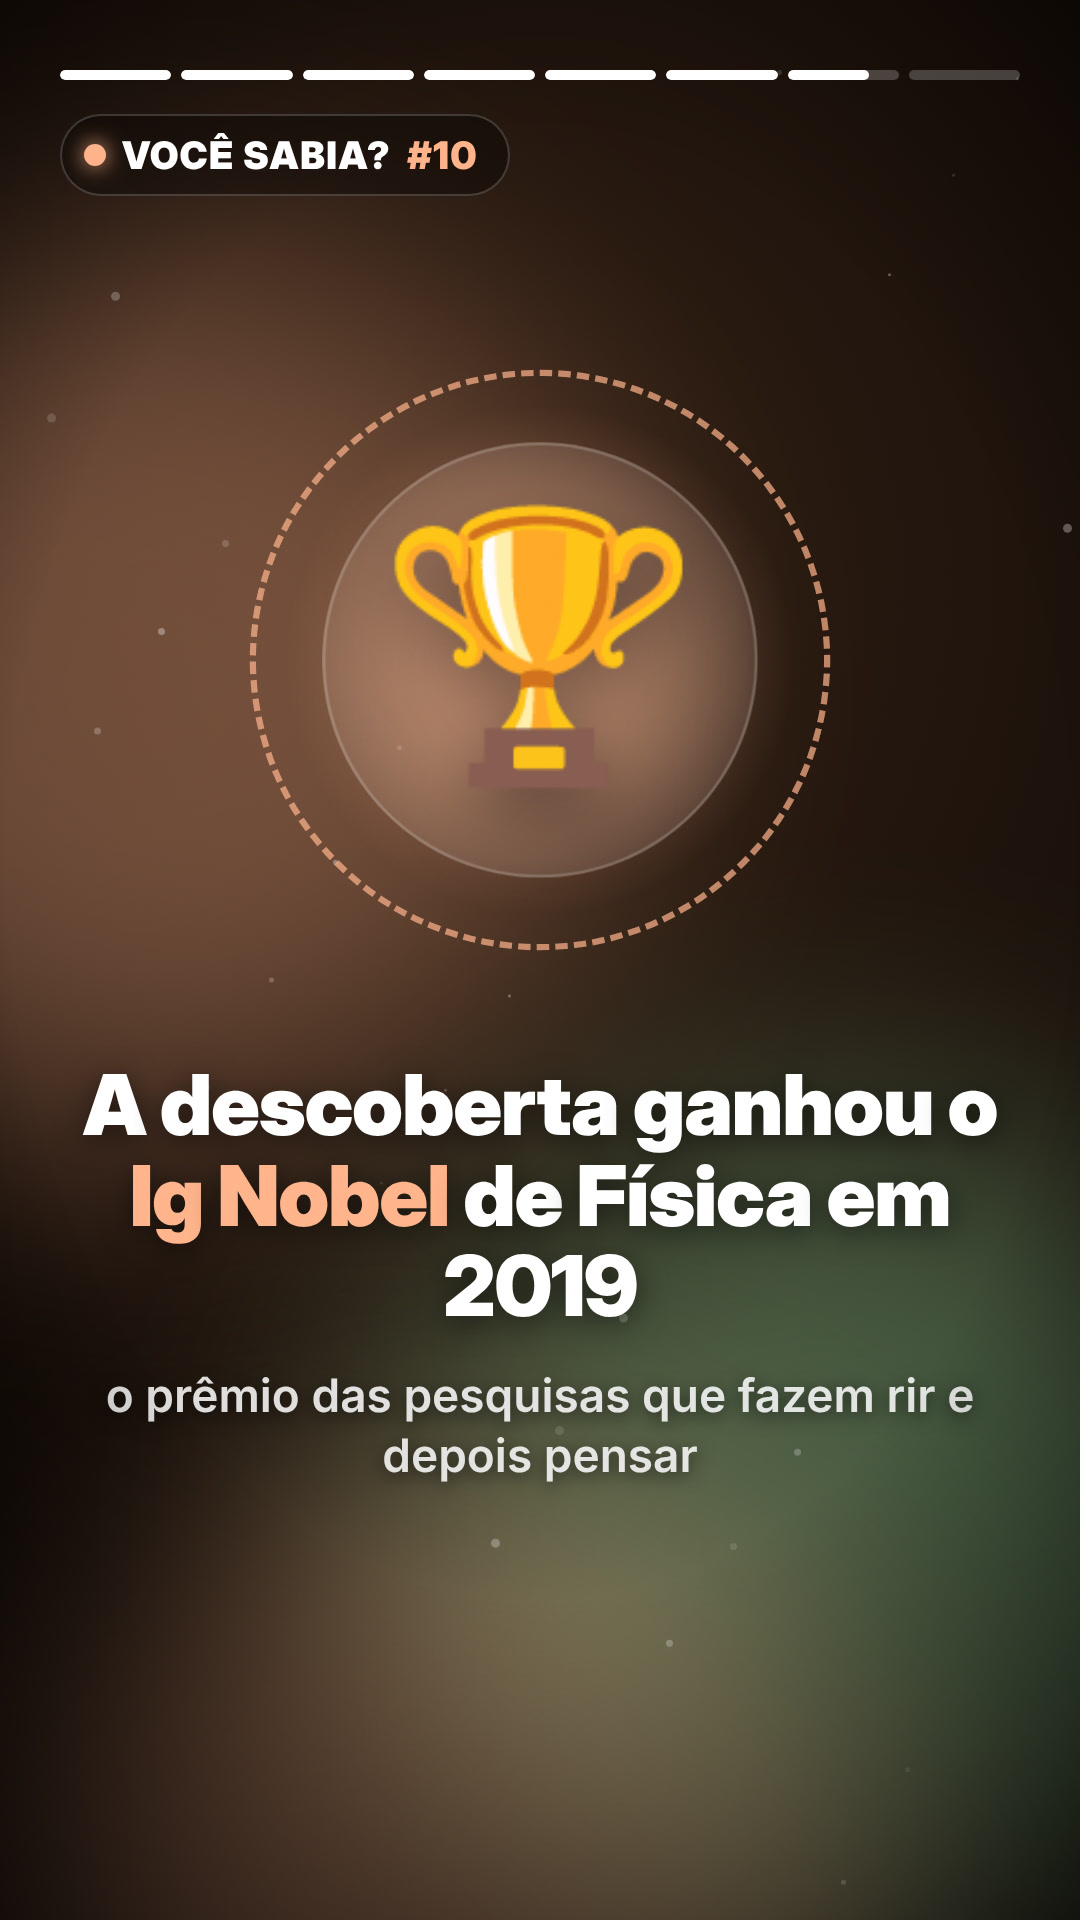 VOCÊ SABIA? #10
A descoberta ganhou o
Ig Nobel de Física em
2019
o prêmio das pesquisas que fazem rir e
depois pensar